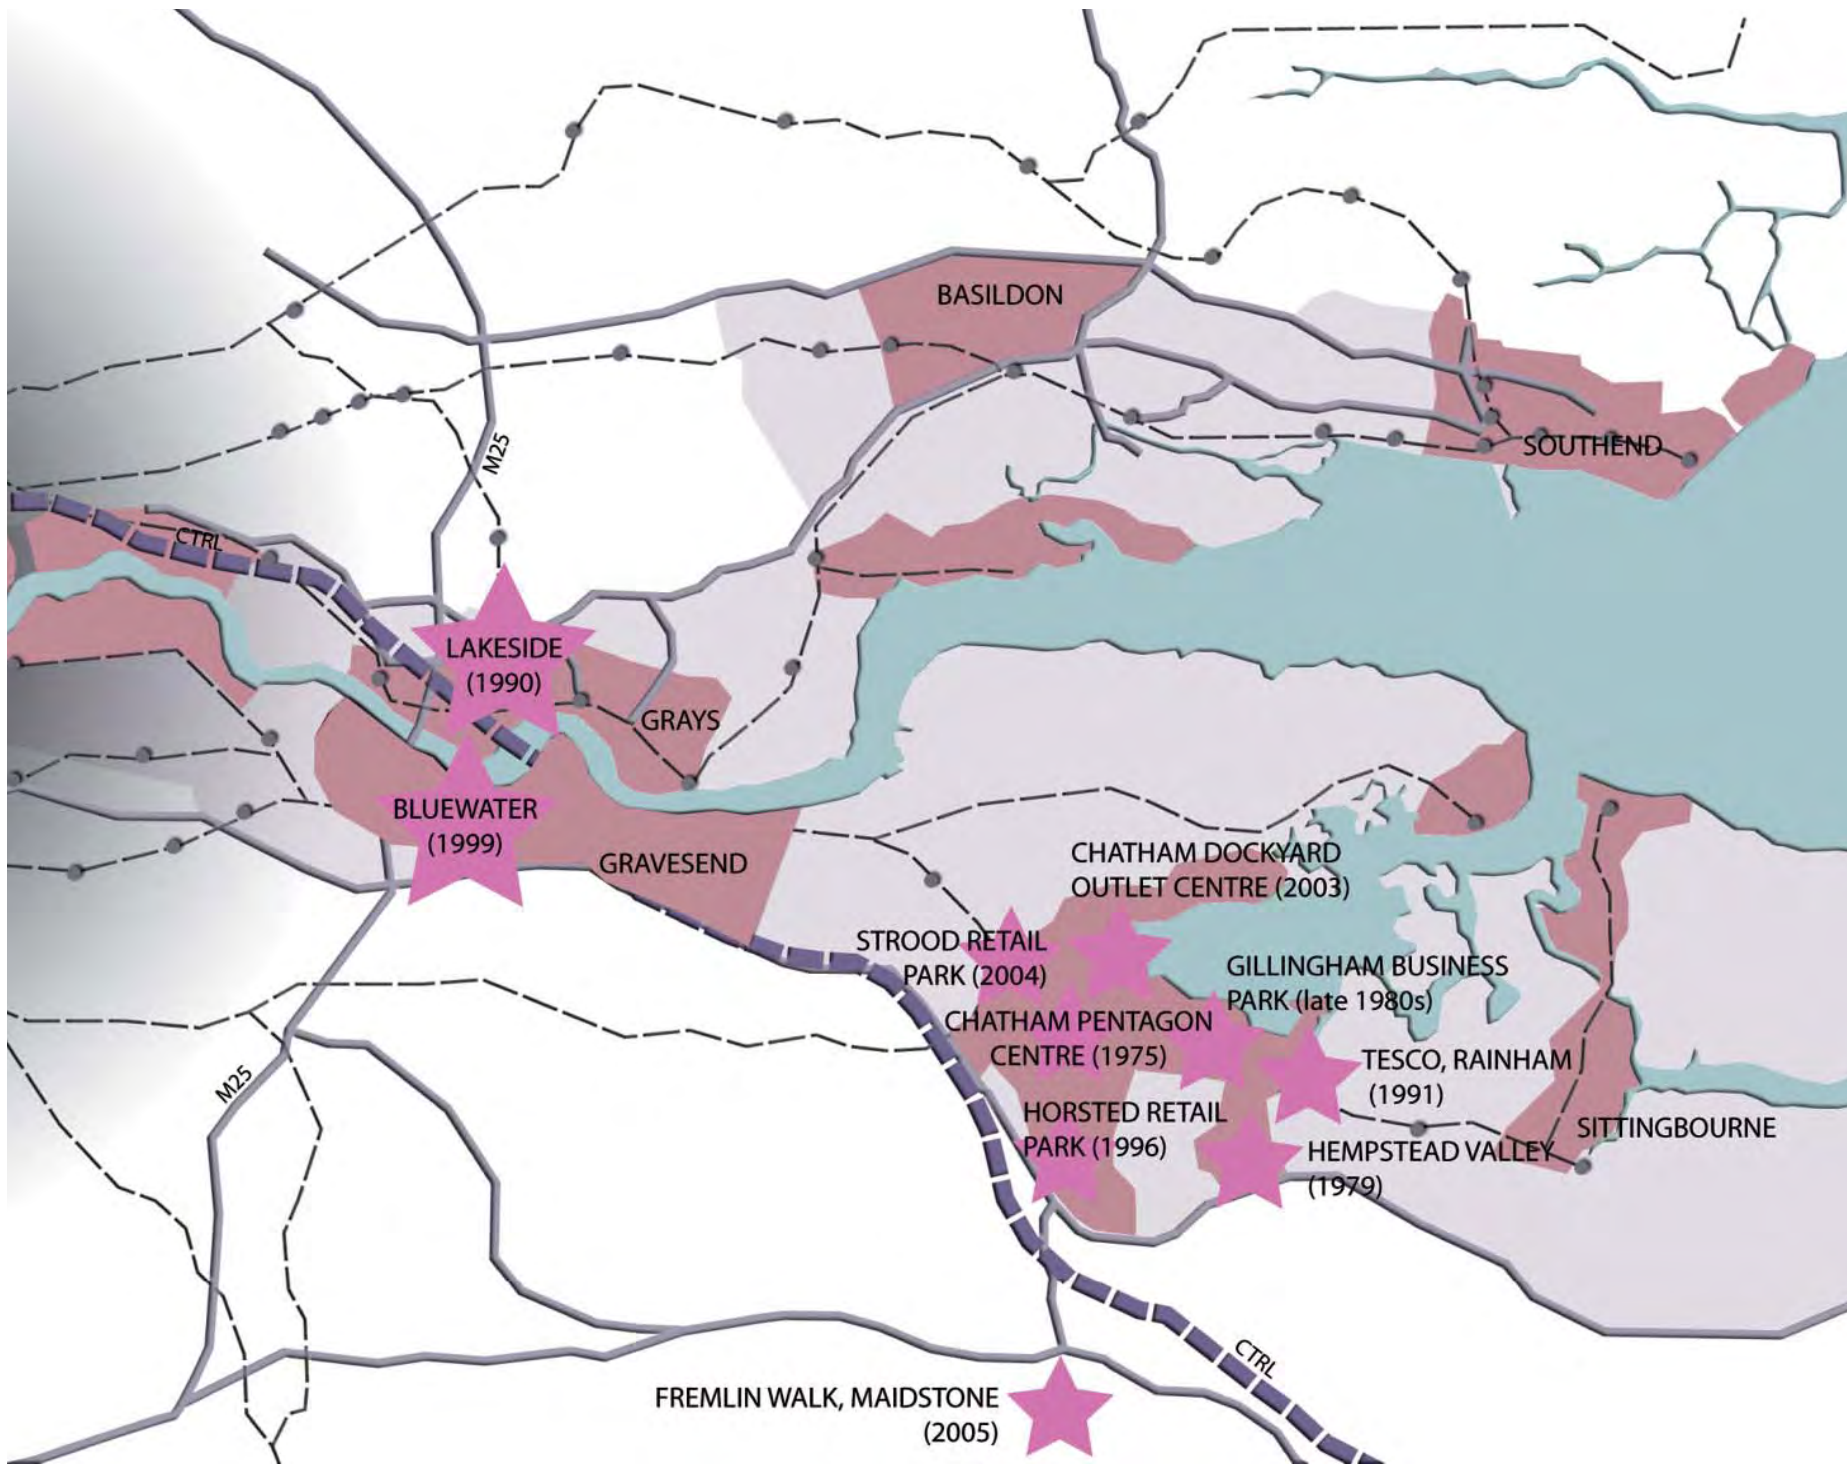 BASILDON
M25
SOUTHEND
CTRL
LAKESIDE
(1990)
GRAYS
BLUEWATER
(1999)
GRAVESEND
CHATHAM DOCKYARD
OUTLET CENTRE (2003)
STROOD RETAIL
PARK (2004)
GILLINGHAM BUSINESS
PARK (late 1980s)
CHATHAM PENTAGON
CENTRE (1975)
TESCO, RAINHAM
(1991)
M25
HORSTED RETAIL
PARK (1996)
SITTINGBOURNE
HEMPSTEAD VALLEY
(1979)
CTRL
FREMLIN WALK, MAIDSTONE
(2005)